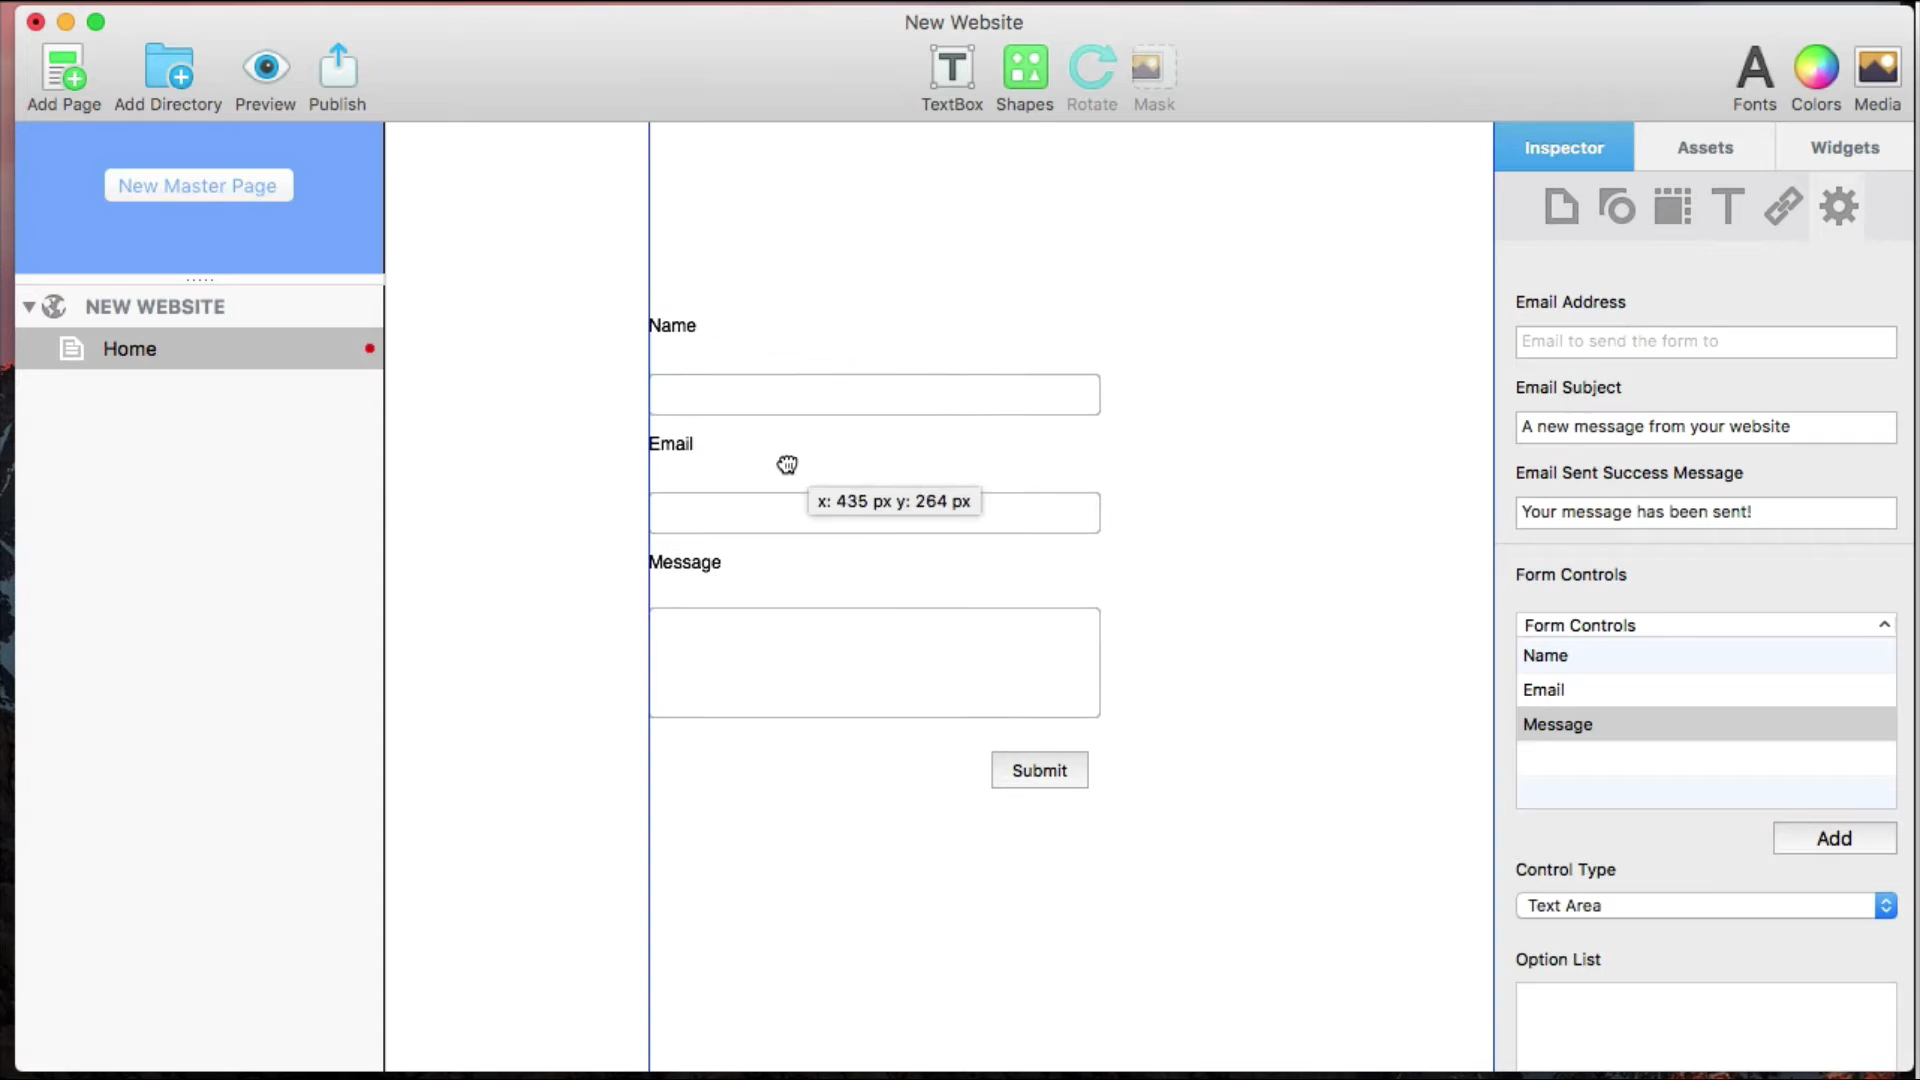 New Website
Add Page
Add Directory
Preview
Publish
TextBox
Shapes
Rotate
Mask
Fonts
Colors
Media
New Master Page
NEW WEBSITE
Home
Name
Email
x: 435 px y: 264 px
Message
Submit
Inspector
Assets
Widgets
Email Address
Email to send the form to
Email Subject
A new message from your website
Email Sent Success Message
Your message has been sent!
Form Controls
Form Controls
Name
Email
Message
Add
Control Type
Text Area
Option List